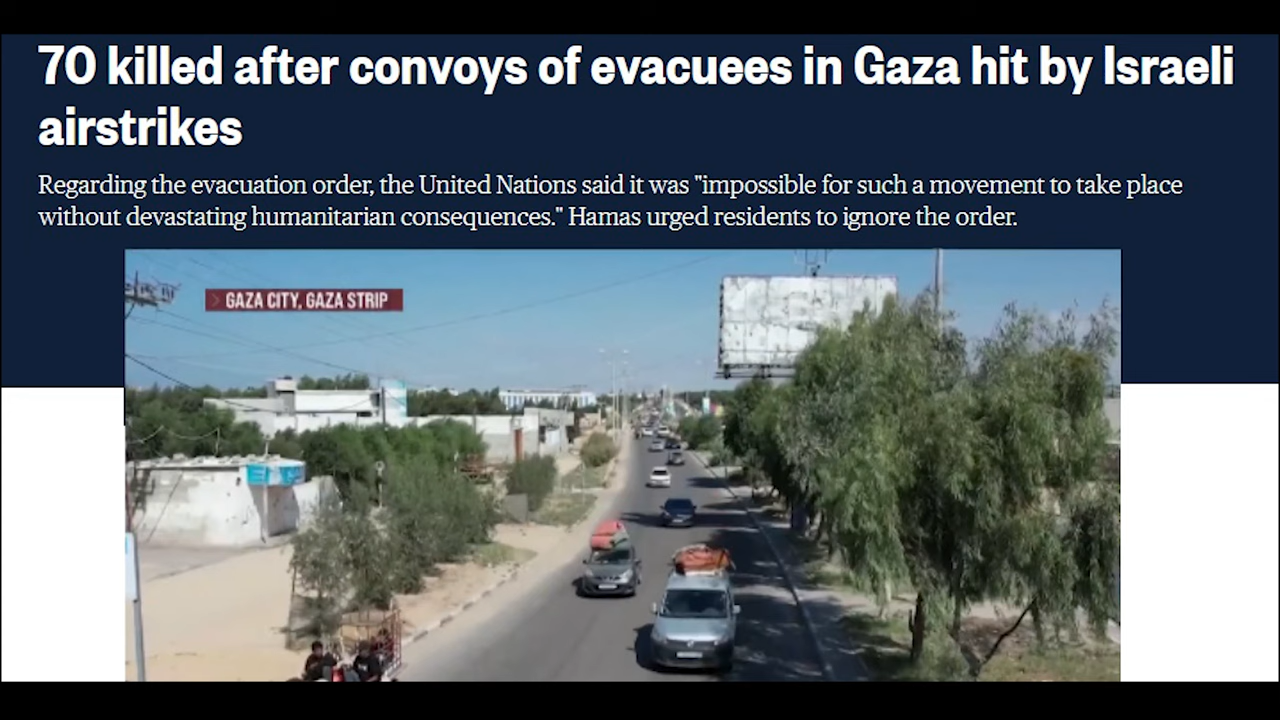 70 killed after convoys of evacuees in Gaza hit by Israeli
airstrikes
Regarding the evacuation order, the United Nations said it was "impossible for such a movement to take place
without devastating humanitarian consequences." Hamas urged residents to ignore the order.
GAZA CITY, GAZA STRIP